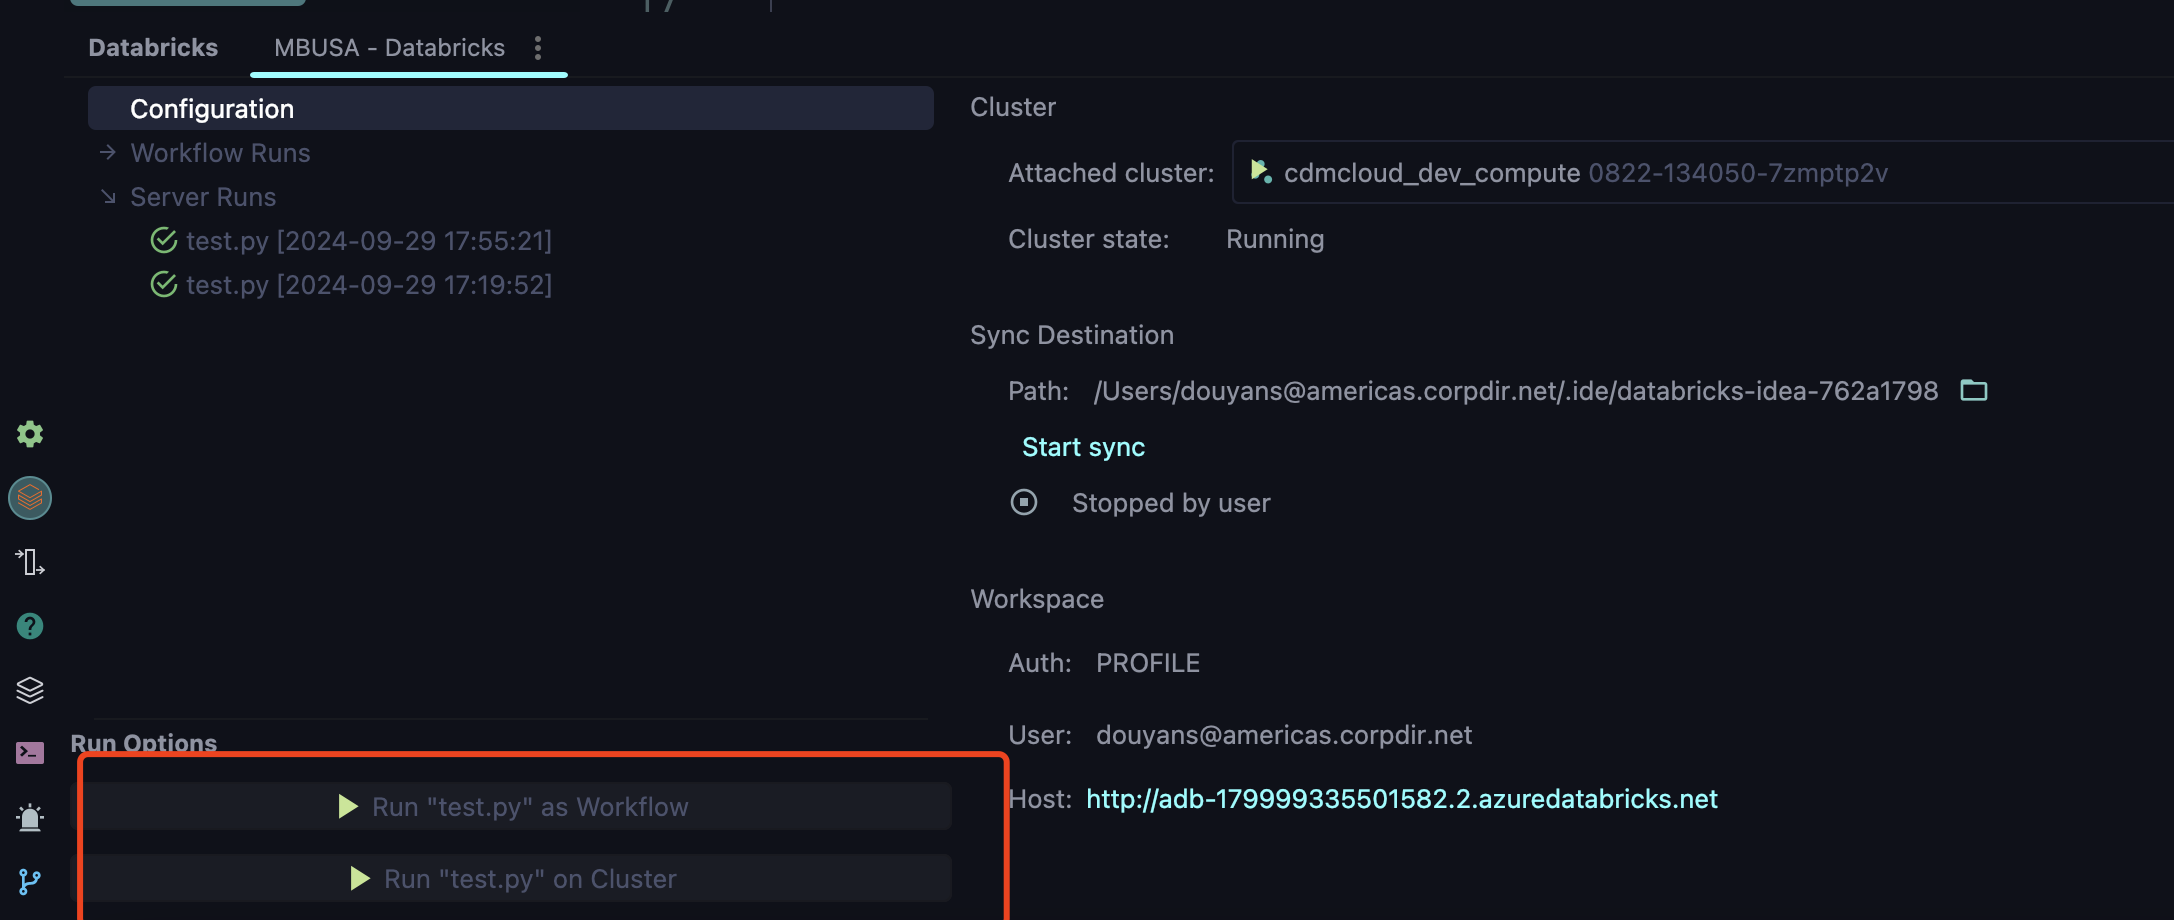 Databricks
MBUSA - Databricks
Configuration
Workflow Runs
Server Runs
test.py [2024-09-29 17:55:21]
test.py [2024-09-29 17:19:52]
Run Options
Run "test.py" as Workflow
Run "test.py" on Cluster
Cluster
Attached cluster: cdmcloud_dev_compute 0822-134050-7zmptp2v
Cluster state: Running
Sync Destination
Path: /Users/douyans@americas.corpdir.net/.ide/databricks-idea-762a1798
Start sync
Stopped by user
Workspace
Auth: PROFILE
User: douyans@americas.corpdir.net
Host: http://adb-179999335501582.2.azuredatabricks.net